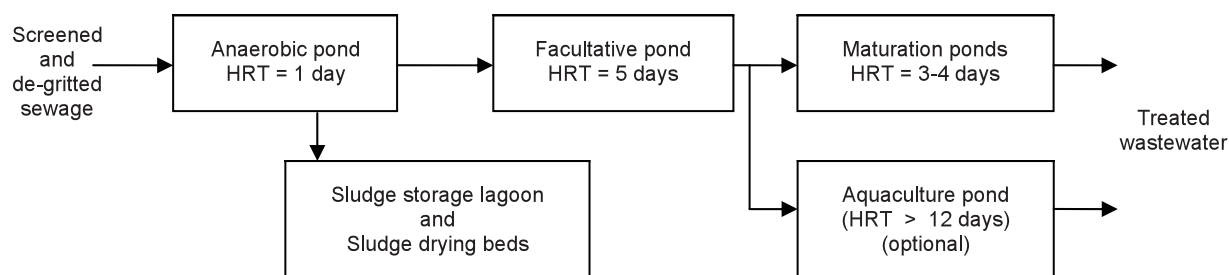 Screened
and
de-gritted
sewage
Anaerobic pond
HRT = 1 day
Facultative pond
HRT = 5 days
Maturation ponds
HRT = 3-4 days
Treated
wastewater
Sludge storage lagoon
and
Sludge drying beds
Aquaculture pond
(HRT > 12 days)
(optional)